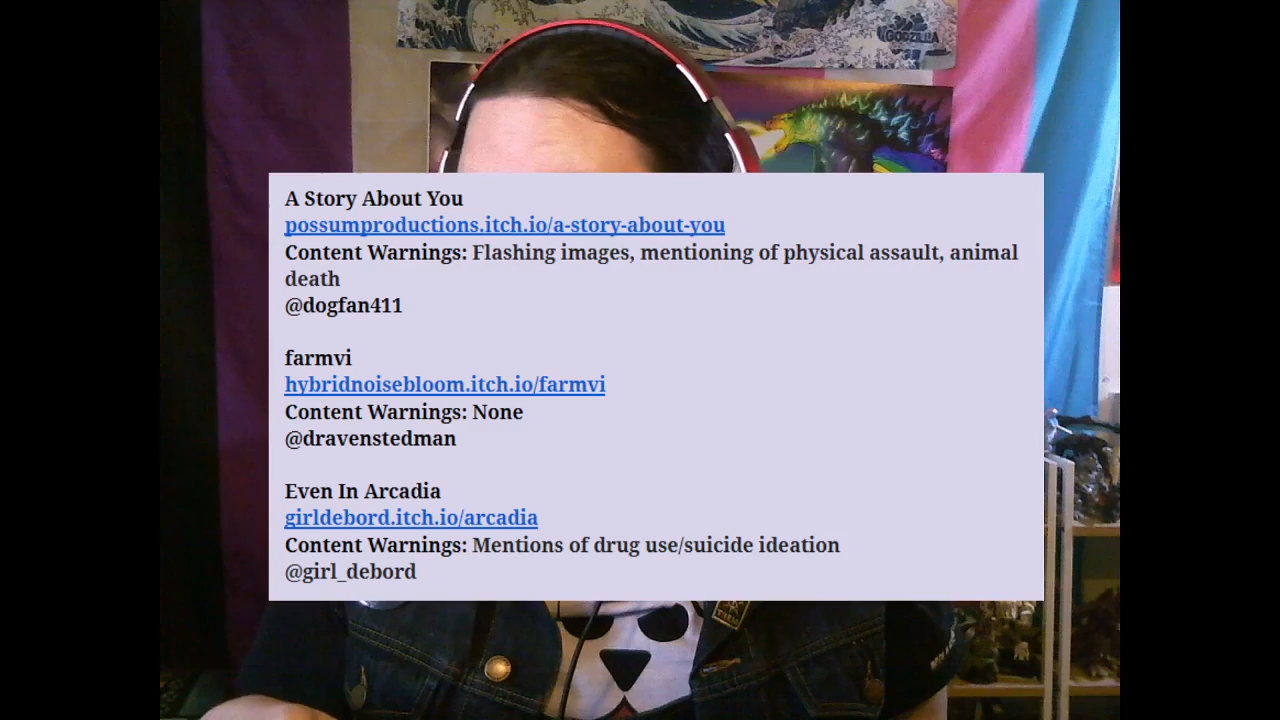 GODZILLA
A Story About You
possumproductions.itch.io/a-story-about-you
Content Warnings: Flashing images, mentioning of physical assault, animal
death
@dogfan411
farmvi
hybridnoisebloom.itch.io/farmvi
Content Warnings: None
@dravenstedman
Even In Arcadia
girldebord.itch.io/arcadia
Content Warnings: Mentions of drug use/suicide ideation
@girl_debord